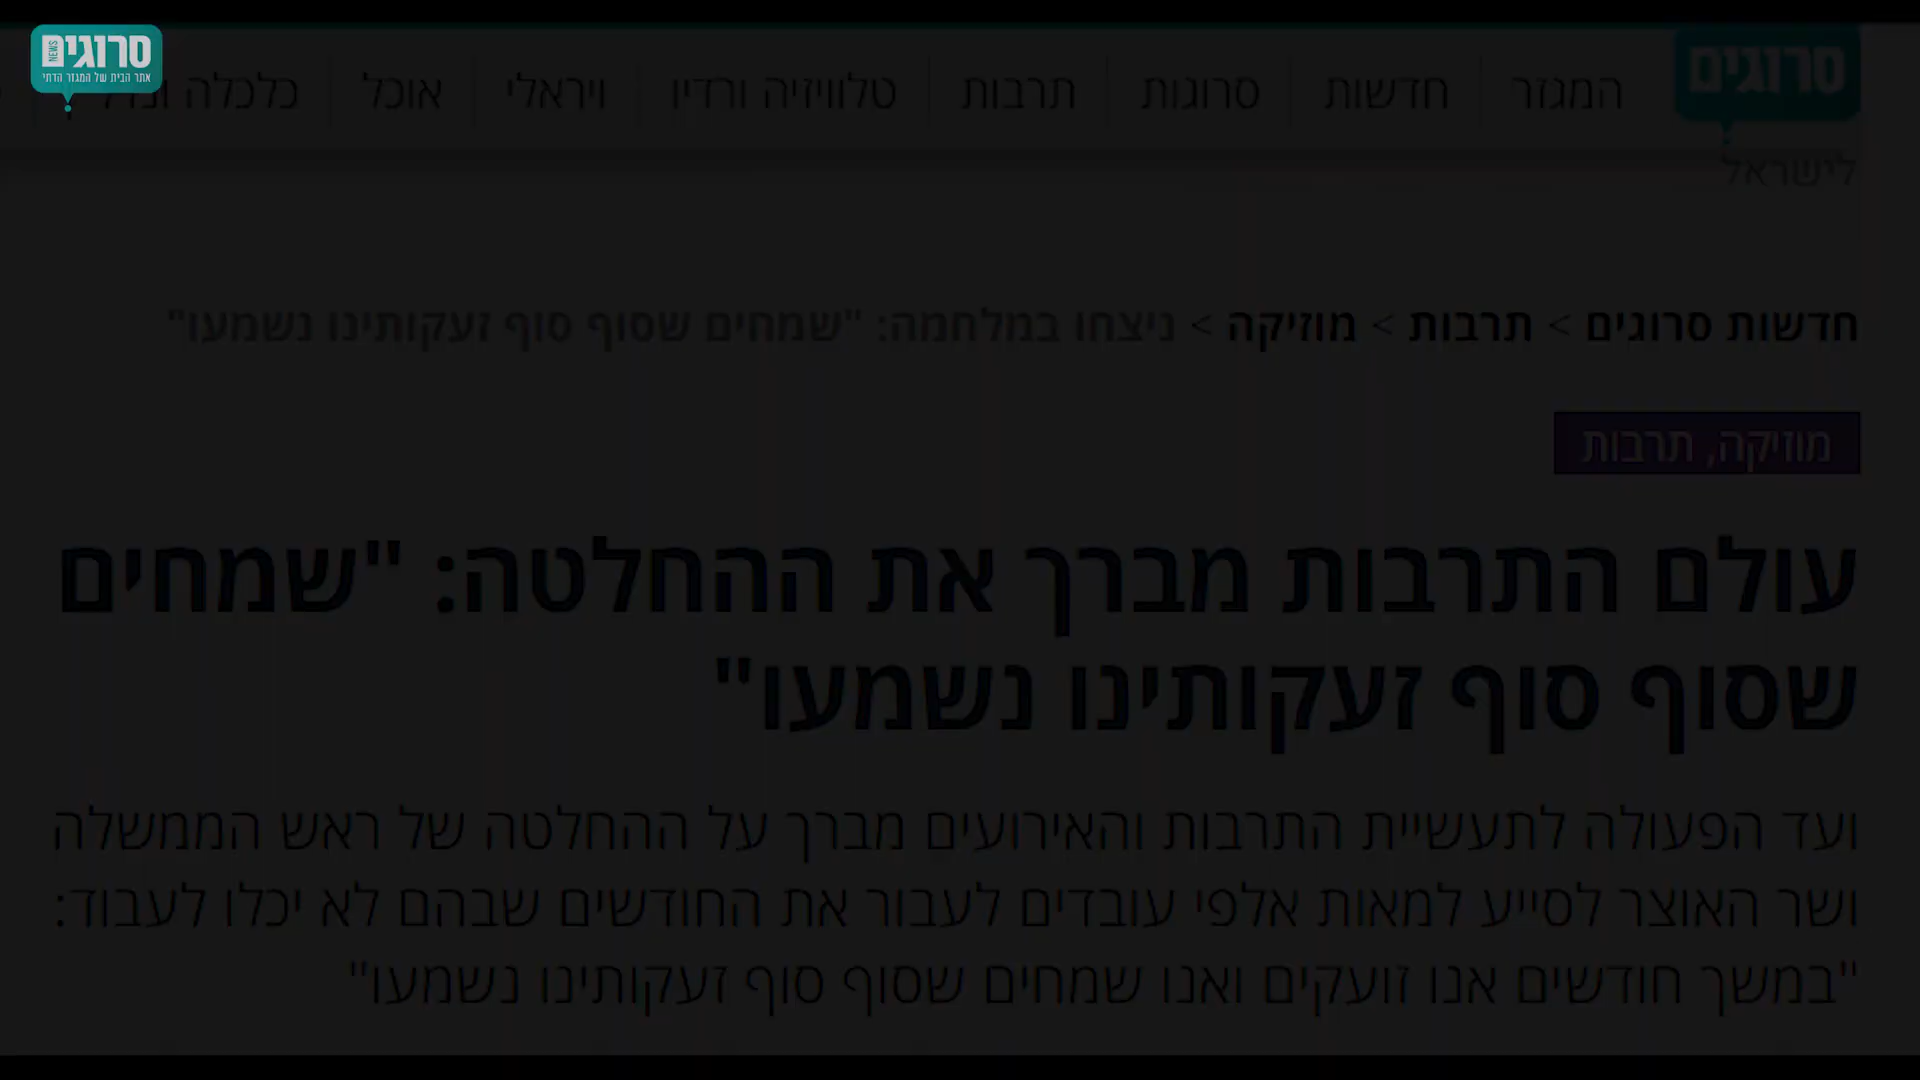 סרוגים
NEWS
אתר הבית של המגזר הדתי
סרוגים
המגזר
חדשות
סרוגות
תרבות
טלוויזיה ורדיו
ויראלי
אוכל
כלכלה
לישראל
חדשות סרוגים > תרבות > מוזיקה > ניצחו במלחמה: "שמחים שסוף סוף זעקותינו נשמעו"
מוזיקה, תרבות
עולם התרבות מברך את ההחלטה: "שמחים
שסוף סוף זעקותינו נשמעו"
ועד הפעולה לתעשיית התרבות והאירועים מברך על ההחלטה של ראש הממשלה
ושר האוצר לסייע למאות אלפי עובדים לעבור את החודשים שבהם לא יכלו לעבוד:
"במשך חודשים אנו זועקים ואנו שמחים שסוף סוף זעקותינו נשמעו"